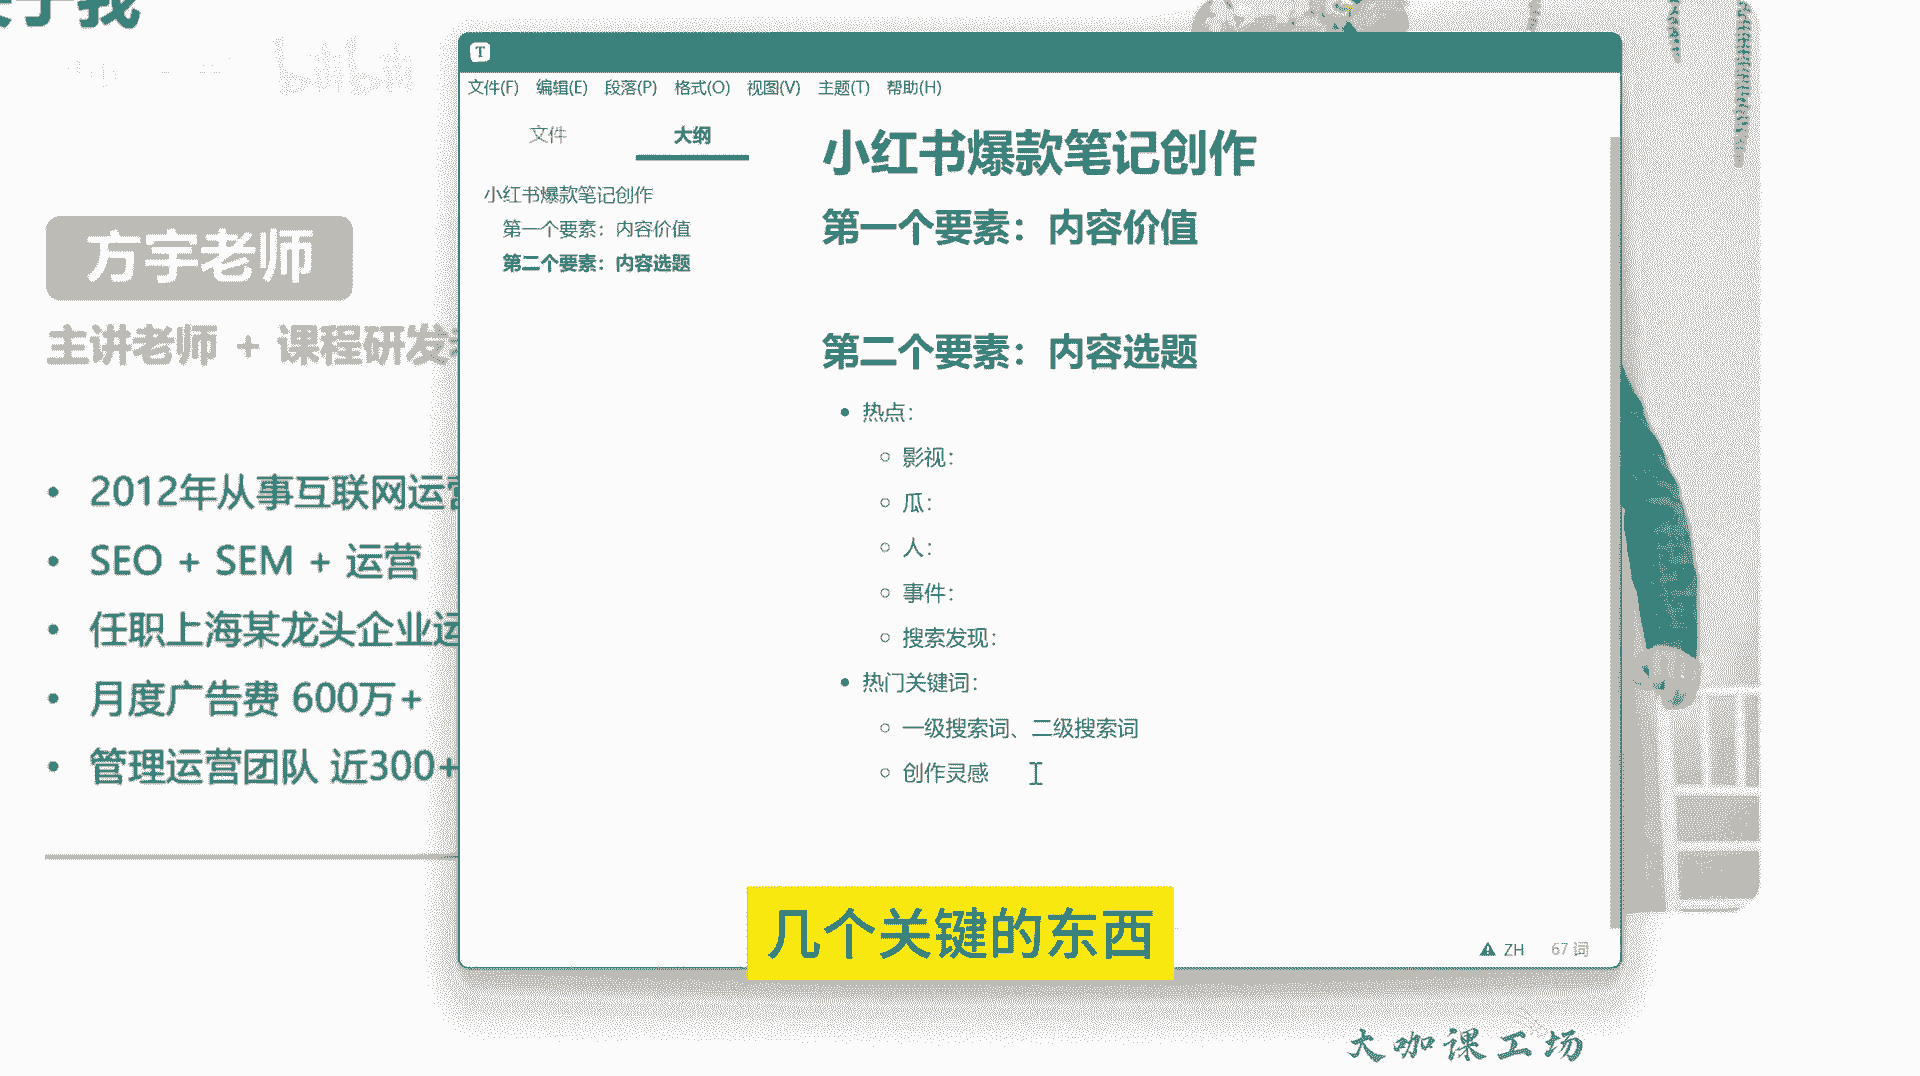 于我
bilibili
方宇老师
主讲老师 + 课程研发
2012年从事互联网运营
SEO + SEM + 运营
任职上海某龙头企业运
月度广告费 600万+
管理运营团队 近300+
T
文件(F) 编辑(E) 段落(P) 格式(O) 视图(V) 主题(T) 帮助(H)
文件 大纲
小红书爆款笔记创作
第一个要素：内容价值
第二个要素：内容选题
小红书爆款笔记创作
第一个要素：内容价值
第二个要素：内容选题
热点：
影视：
瓜：
人：
事件：
搜索发现：
热门关键词：
一级搜索词、二级搜索词
创作灵感
ZH 67 词
几个关键的东西
大咖课工场